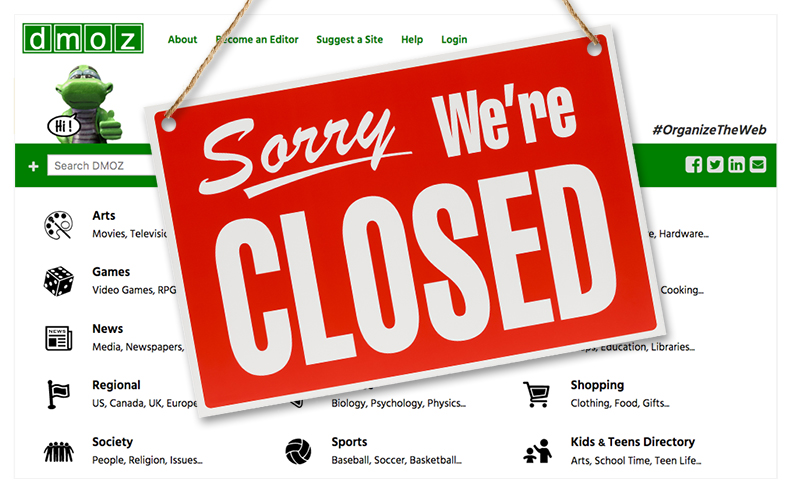 dmoz
About Become an Editor Suggest a Site Help Login
Hi!
#OrganizeTheWeb
Search DMOZ
Sorry We're
CLOSED
Arts
Movies, Televisi
Hardware...
Games
Video Games, RPG
Cooking...
News
NEWS
Media, Newspapers,
Education, Libraries...
Regional
US, Canada, UK, Europe
Biology, Psychology, Physics...
Shopping
Clothing, Food, Gifts...
Society
People, Religion, Issues...
Sports
Baseball, Soccer, Basketball...
Kids & Teens Directory
Arts, School Time, Teen Life...